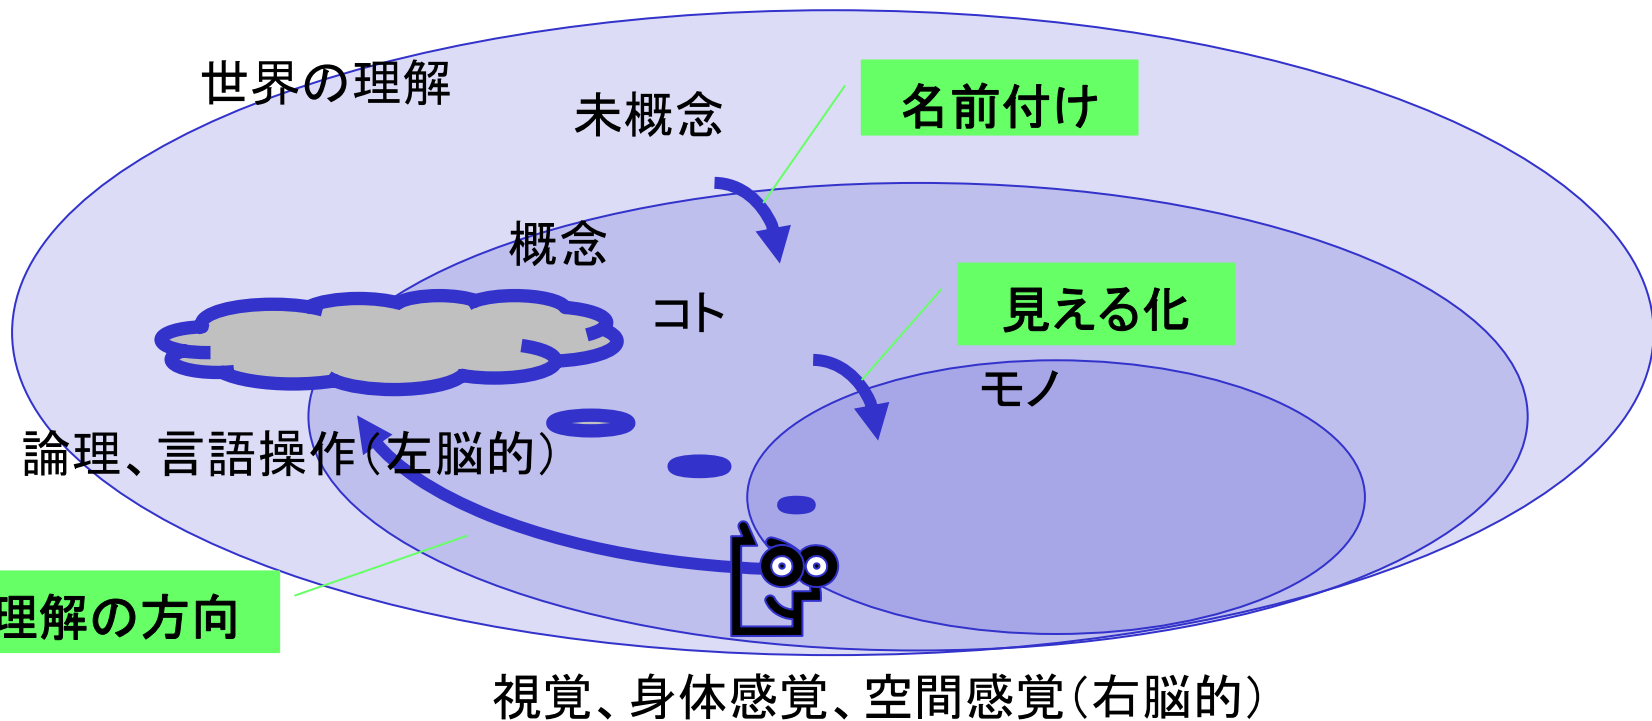 世界の理解
未概念
名前付け
概念
コト
見える化
モノ
論理、言語操作（左脳的）
理解の方向
視覚、身体感覚、空間感覚（右脳的）